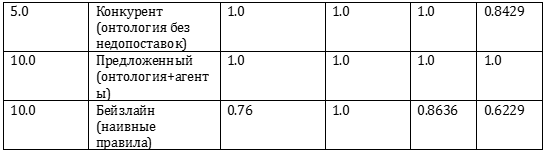 5.0 Конкурент 1.0 1.0 1.0 0.8429
(онтология без
недопоставок)
10.0 Предложенный 1.0 1.0 1.0 1.0
(онтология+агент
ы)
10.0 Бейзлайн 0.76 1.0 0.8636 0.6229
(наивные
правила)